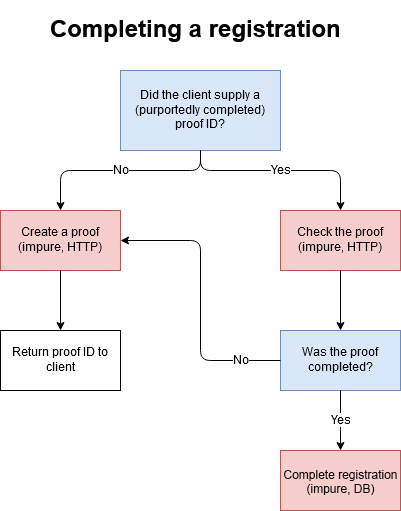 Completing a registration
Did the client supply a
(purportedly completed)
proof ID?
No
Yes
Create a proof
(impure, HTTP)
Check the proof
(impure, HTTP)
Return proof ID to
client
No
Was the proof
completed?
Yes
Complete registration
(impure, DB)